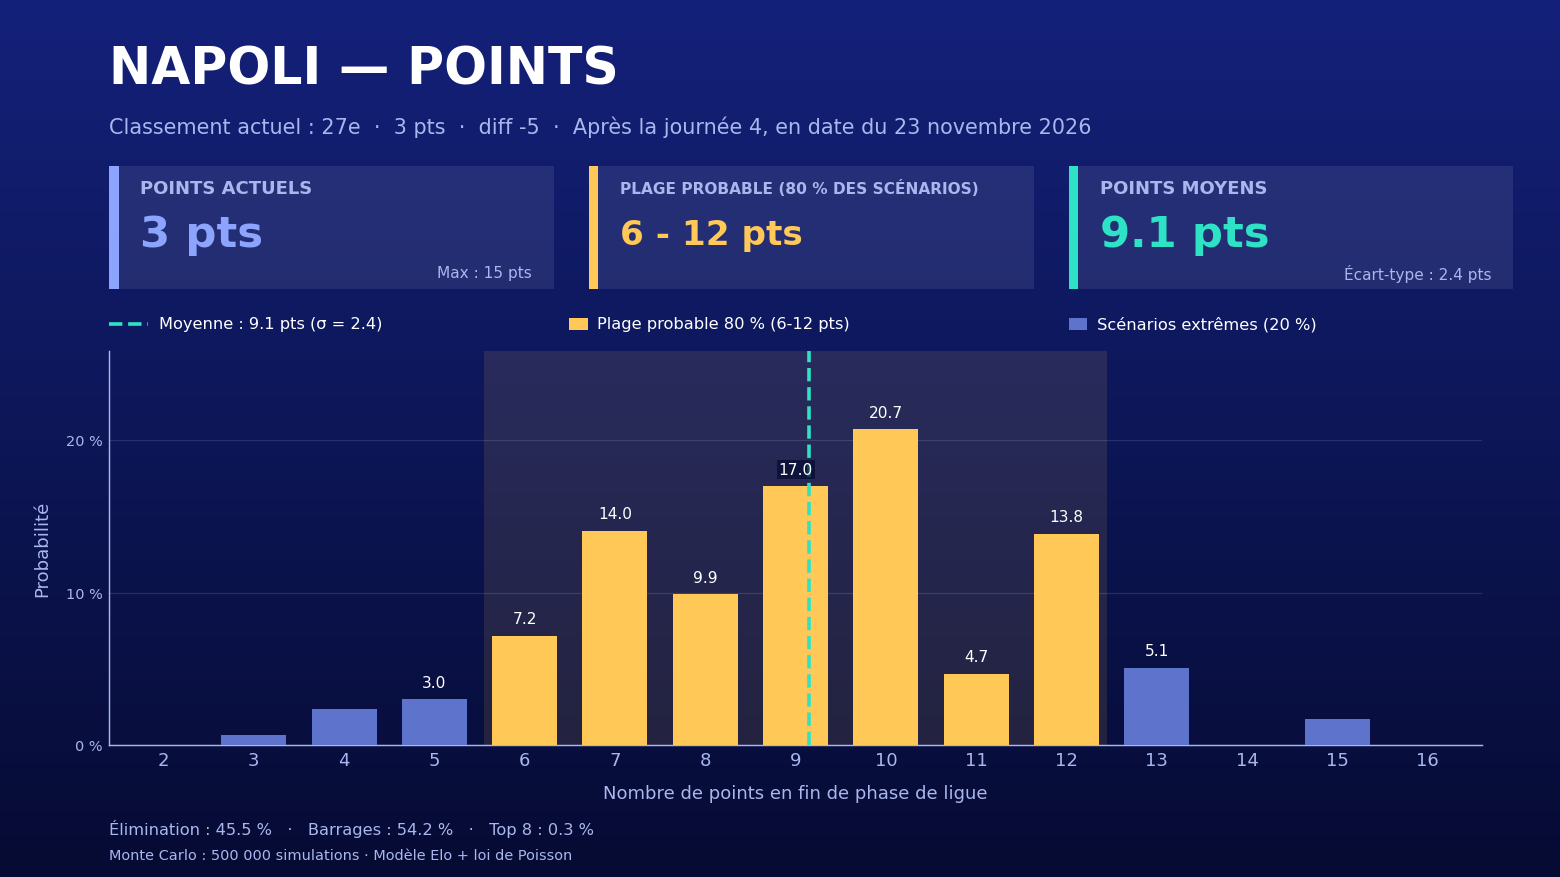 NAPOLI — POINTS
Classement actuel : 27e · 3 pts · diff -5 · Après la journée 4, en date du 23 novembre 2026
POINTS ACTUELS
3 pts
Max : 15 pts
PLAGE PROBABLE (80 % DES SCÉNARIOS)
6 - 12 pts
POINTS MOYENS
9.1 pts
Écart-type : 2.4 pts
Moyenne : 9.1 pts (σ = 2.4)
Plage probable 80 % (6-12 pts)
Scénarios extrêmes (20 %)
Probabilité
20 %
10 %
0 %
3.0
7.2
14.0
9.9
17.0
20.7
4.7
13.8
5.1
2 3 4 5 6 7 8 9 10 11 12 13 14 15 16
Nombre de points en fin de phase de ligue
Élimination : 45.5 % · Barrages : 54.2 % · Top 8 : 0.3 %
Monte Carlo : 500 000 simulations · Modèle Elo + loi de Poisson